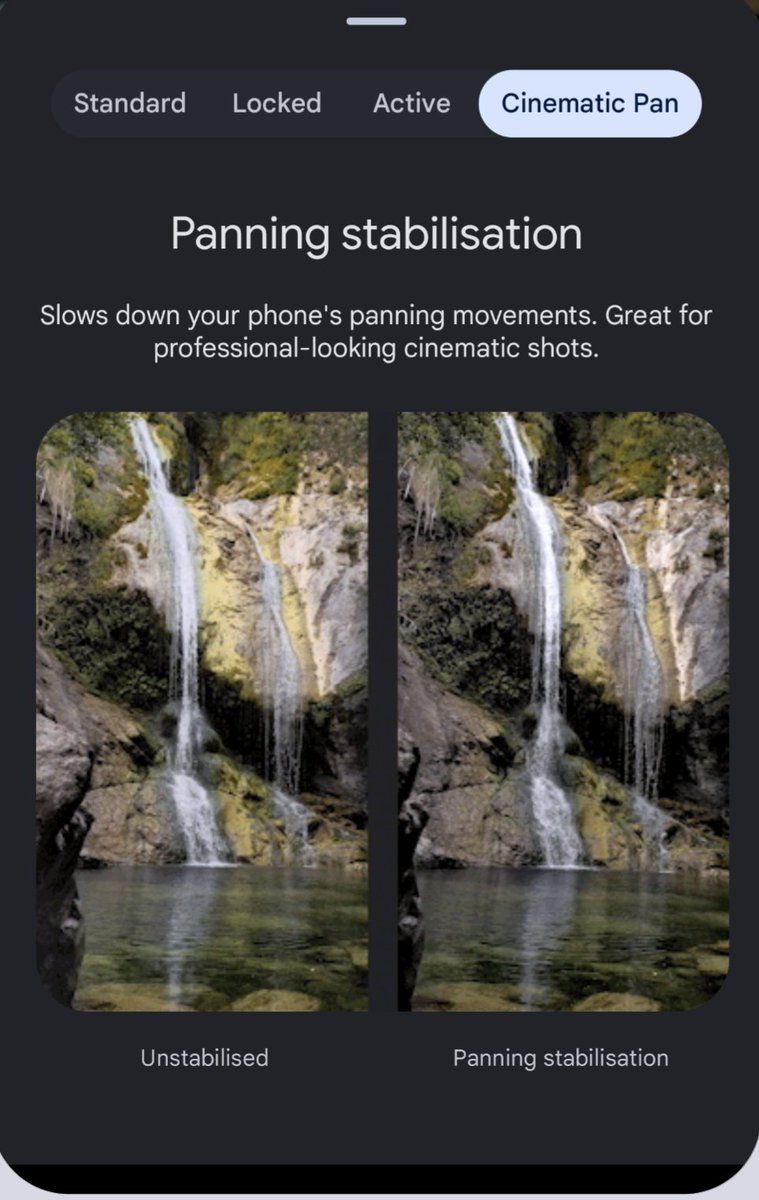 Standard Locked Active Cinematic Pan
Panning stabilisation
Slows down your phone's panning movements. Great for
professional-looking cinematic shots.
Unstabilised Panning stabilisation